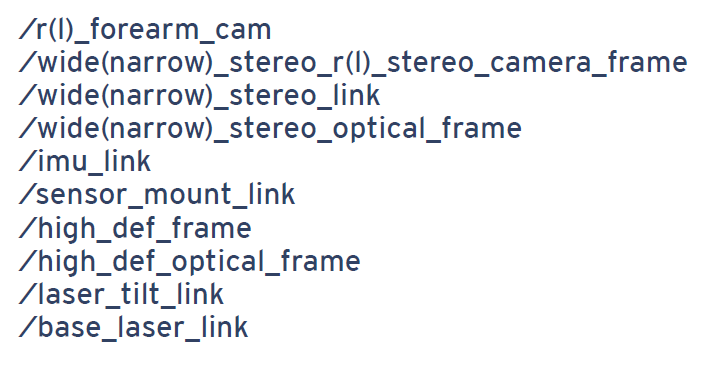 /r(l)_forearm_cam
/wide(narrow)_stereo_r(l)_stereo_camera_frame
/wide(narrow)_stereo_link
/wide(narrow)_stereo_optical_frame
/imu_link
/sensor_mount_link
/high_def_frame
/high_def_optical_frame
/laser_tilt_link
/base_laser_link